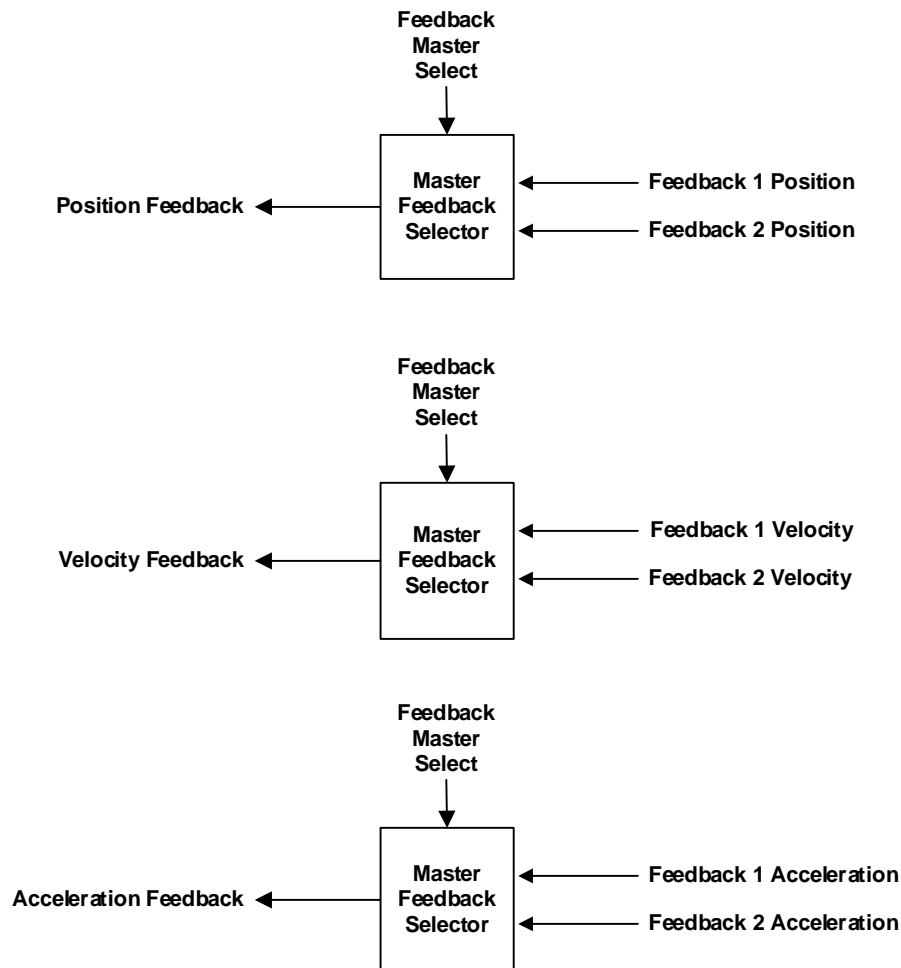 Feedback
Master
Select
Master
Feedback
Selector
Position Feedback
Feedback 1 Position
Feedback 2 Position
Feedback
Master
Select
Master
Feedback
Selector
Velocity Feedback
Feedback 1 Velocity
Feedback 2 Velocity
Feedback
Master
Select
Master
Feedback
Selector
Acceleration Feedback
Feedback 1 Acceleration
Feedback 2 Acceleration